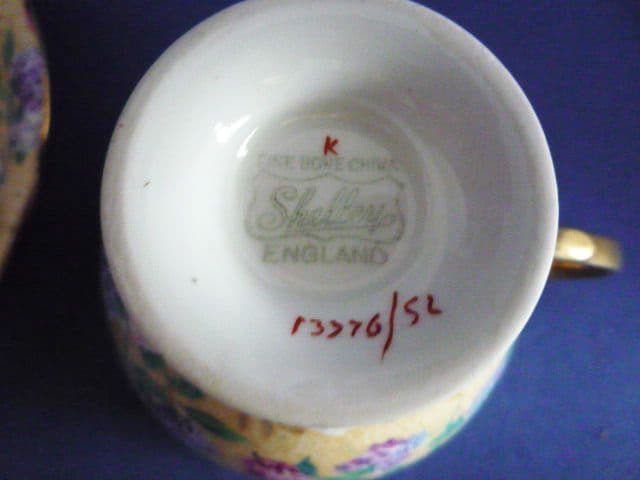 K
FINE BONE CHINA
Shelley
ENGLAND
13376/52